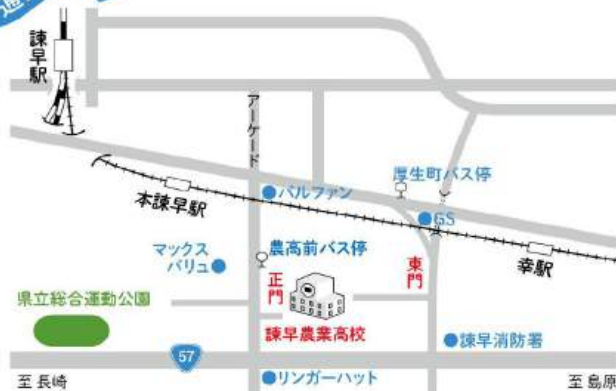 諫早駅
アーケード
厚生町バス停
バルファン
GS
本諫早駅
農高前バス停
マックス
バリュ
正門
東門
幸駅
県立総合運動公園
諫早農業高校
諫早消防署
57
至 長崎
リンガーハット
至 島原